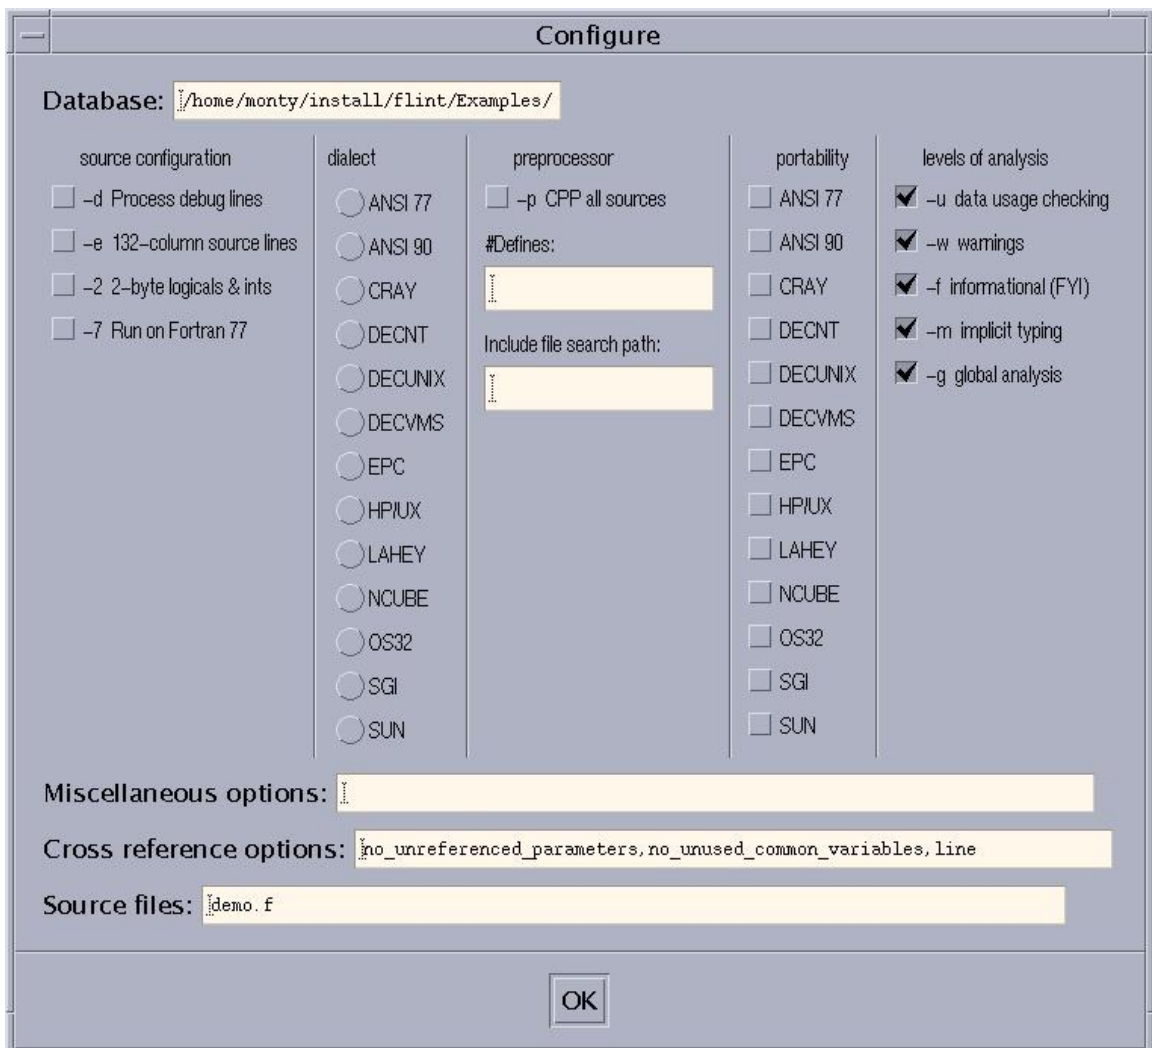 Configure
Database: /home/monty/install/flint/Examples/
source configuration
-d Process debug lines
-e 132-column source lines
-2 2-byte logicals & ints
-7 Run on Fortran 77
dialect
ANSI 77
ANSI 90
CRAY
DECNT
DECUNIX
DECVMS
EPC
HP/UX
LAHEY
NCUBE
OS32
SGI
SUN
preprocessor
-p CPP all sources
#Defines:
Include file search path:
portability
ANSI 77
ANSI 90
CRAY
DECNT
DECUNIX
DECVMS
EPC
HP/UX
LAHEY
NCUBE
OS32
SGI
SUN
levels of analysis
-u data usage checking
-w warnings
-f informational (FYI)
-m implicit typing
-g global analysis
Miscellaneous options:
Cross reference options: no_unreferenced_parameters,no_unused_common_variables,line
Source files: demo.f
OK